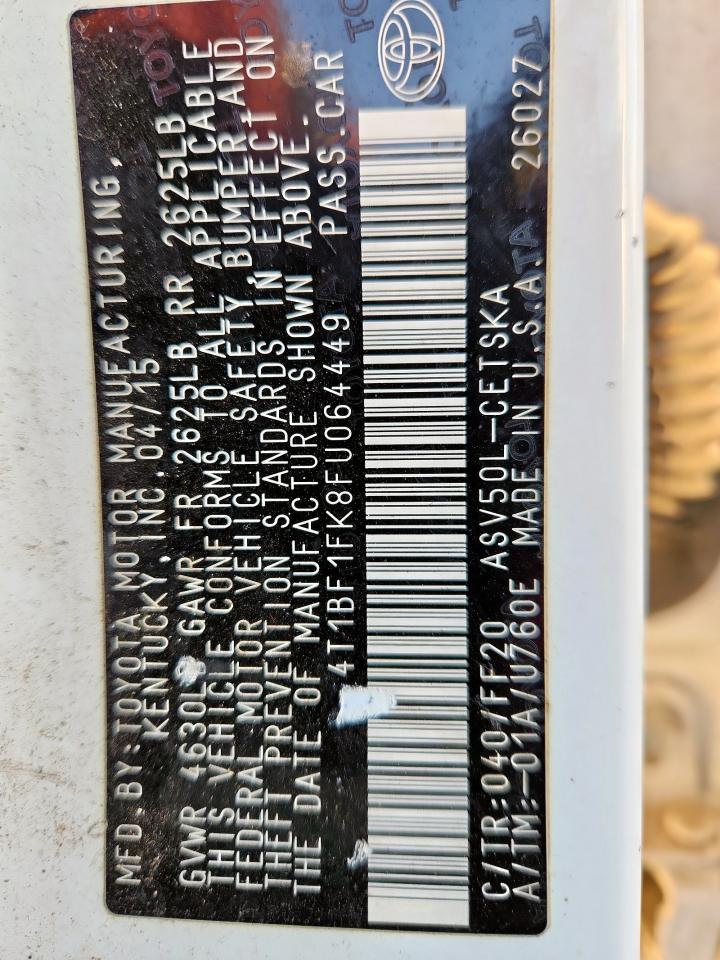 MFD. BY: TOYOTA MOTOR MANUFACTURING,
KENTUCKY, INC. 04/15
GVWR 4630L GAWR FR 2625LB RR 2625LB
THIS VEHICLE CONFORMS TO ALL APPLICABLE
FEDERAL MOTOR VEHICLE SAFETY BUMPER AND
THEFT PREVENTION STANDARDS IN EFFECT ON
THE DATE OF MANUFACTURE SHOWN ABOVE.
4T1BF1FK8FU064449 PASS. CAR
C/TR: 040/FF20 ASV50L-CETSKA
A/TM: -01A/U760E MADE IN U.S.A. 26027